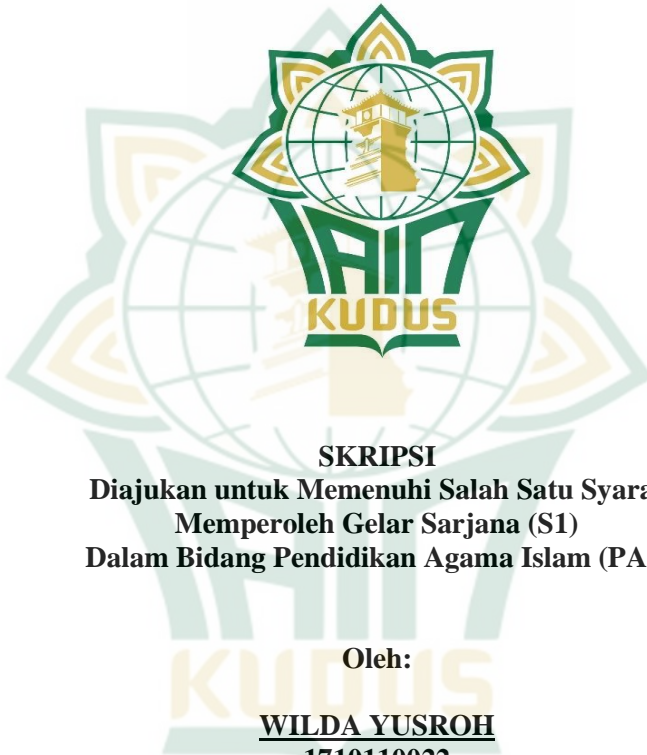 IAIN
KUDUS
SKRIPSI
Diajukan untuk Memenuhi Salah Satu Syara
Memperoleh Gelar Sarjana (S1)
Dalam Bidang Pendidikan Agama Islam (PA
Oleh:
WILDA YUSROH